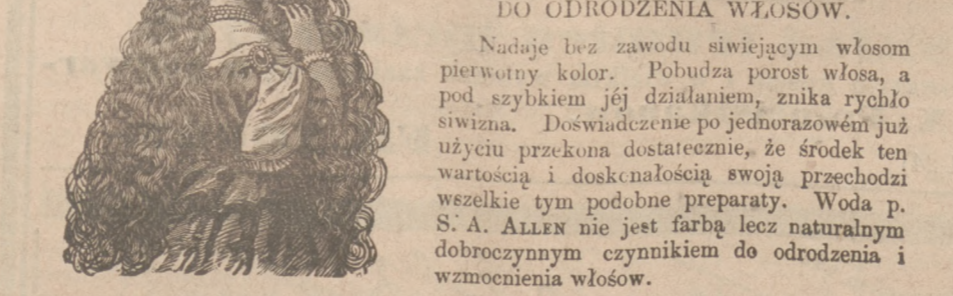 DO ODRODZENIA WŁOSÓW.
Nadaje bez zawodu siwiejącym włosom
pierwotny kolor. Pobudza porost włosa, a
pod szybkiem jéj działaniem, znika rychło
siwizna. Doświadczenie po jednorazowém już
użyciu przekona dostatecznie, że środek ten
wartością i doskonałością swoją przechodzi
wszelkie tym podobne preparaty. Woda p.
S. A. ALLEN nie jest farbą lecz naturalnym
dobroczynnym czynnikiem do odrodzenia i
wzmocnienia włośow.